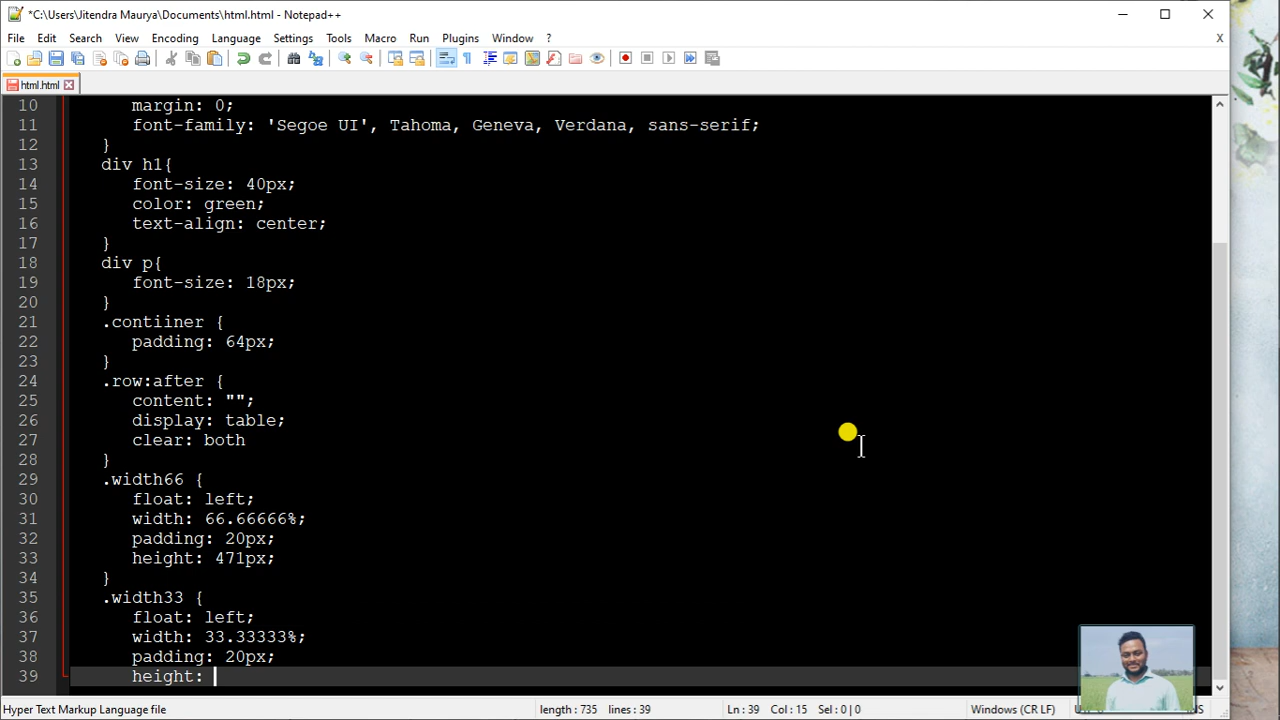 *C:\Users\Jitendra Maurya\Documents\html.html - Notepad++
File Edit Search View Encoding Language Settings Tools Macro Run Plugins Window ? X
html.html
10 margin: 0;
11 font-family: 'Segoe UI', Tahoma, Geneva, Verdana, sans-serif;
12 }
13 div h1{
14 font-size: 40px;
15 color: green;
16 text-align: center;
17 }
18 div p{
19 font-size: 18px;
20 }
21 .contiiner {
22 padding: 64px;
23 }
24 .row:after {
25 content: "";
26 display: table;
27 clear: both
28 }
29 .width66 {
30 float: left;
31 width: 66.66666%;
32 padding: 20px;
33 height: 471px;
34 }
35 .width33 {
36 float: left;
37 width: 33.33333%;
38 padding: 20px;
39 height:
Hyper Text Markup Language file length : 735 lines : 39 Ln : 39 Col : 15 Sel : 0 | 0 Windows (CR LF)